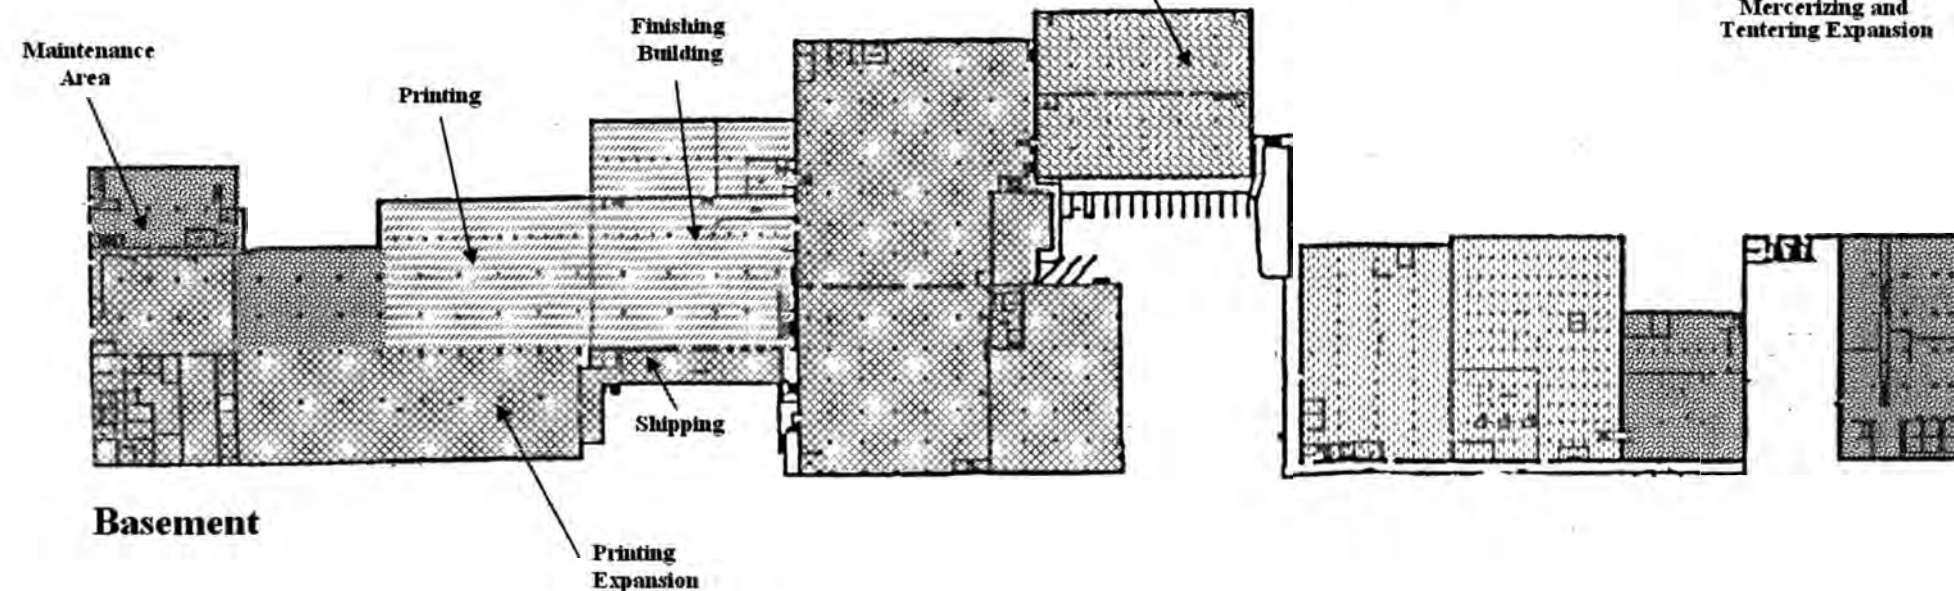 Mercerizing and
Tentering Expansion
Finishing
Building
Maintenance
Area
Printing
Shipping
Basement
Printing
Expansion